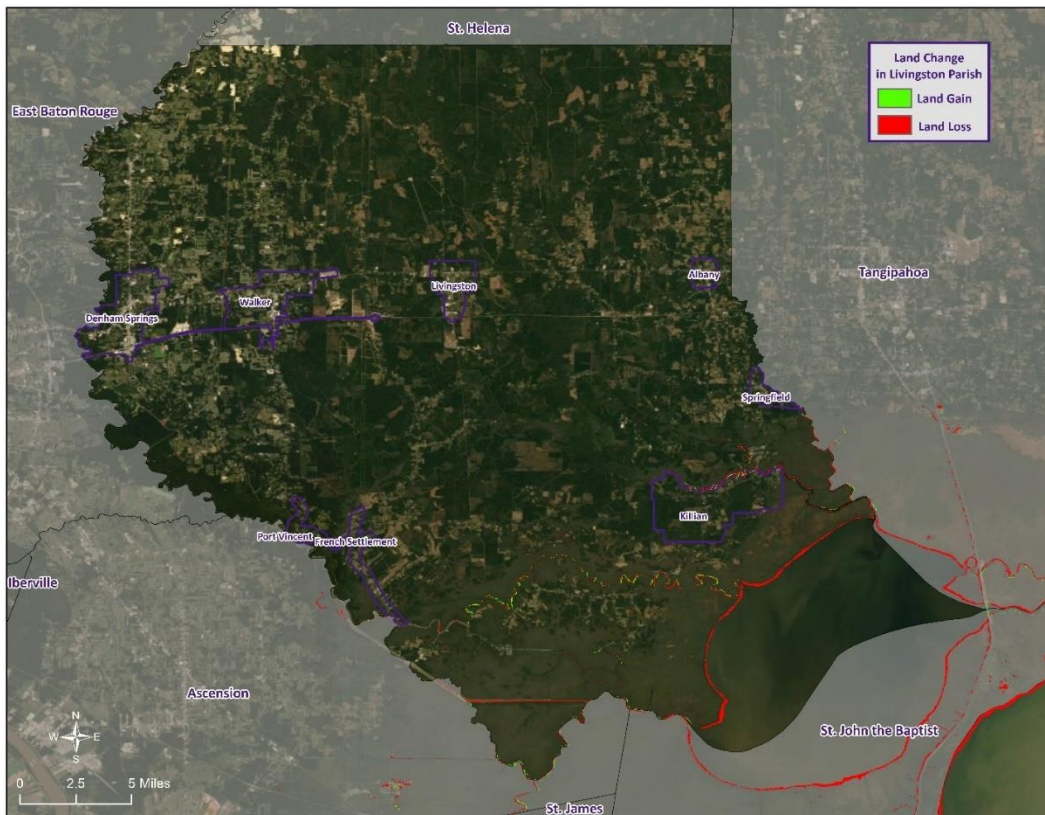 St. Helena
Land Change
in Livingston Parish
Land Gain
Land Loss
East Baton Rouge
Tangipahoa
Albany
Livingston
Walker
Denham Springs
Springfield
Killian
Port Vincent
French Settlement
Iberville
Ascension
St. John the Baptist
N
W
E
S
0 2.5 5 Miles
St. James